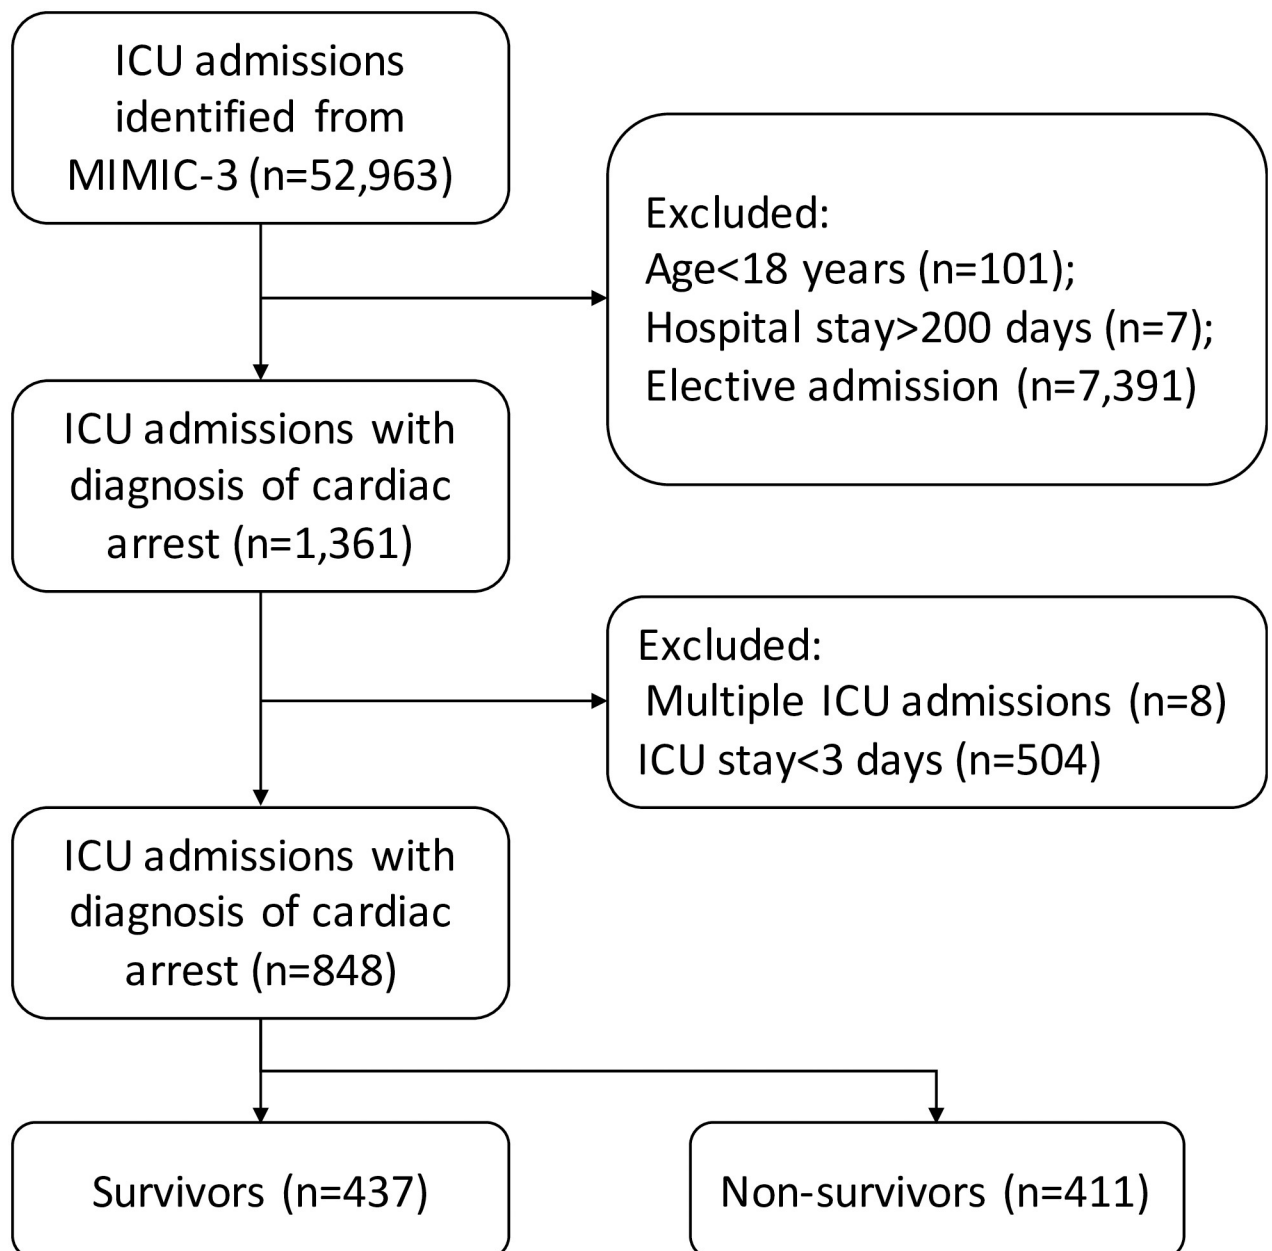 ICU admissions
identified from
MIMIC-3 (n=52,963)
Excluded:
Age<18 years (n=101);
Hospital stay>200 days (n=7);
Elective admission (n=7,391)
ICU admissions with
diagnosis of cardiac
arrest (n=1,361)
Excluded:
Multiple ICU admissions (n=8)
ICU stay<3 days (n=504)
ICU admissions with
diagnosis of cardiac
arrest (n=848)
Survivors (n=437)
Non-survivors (n=411)